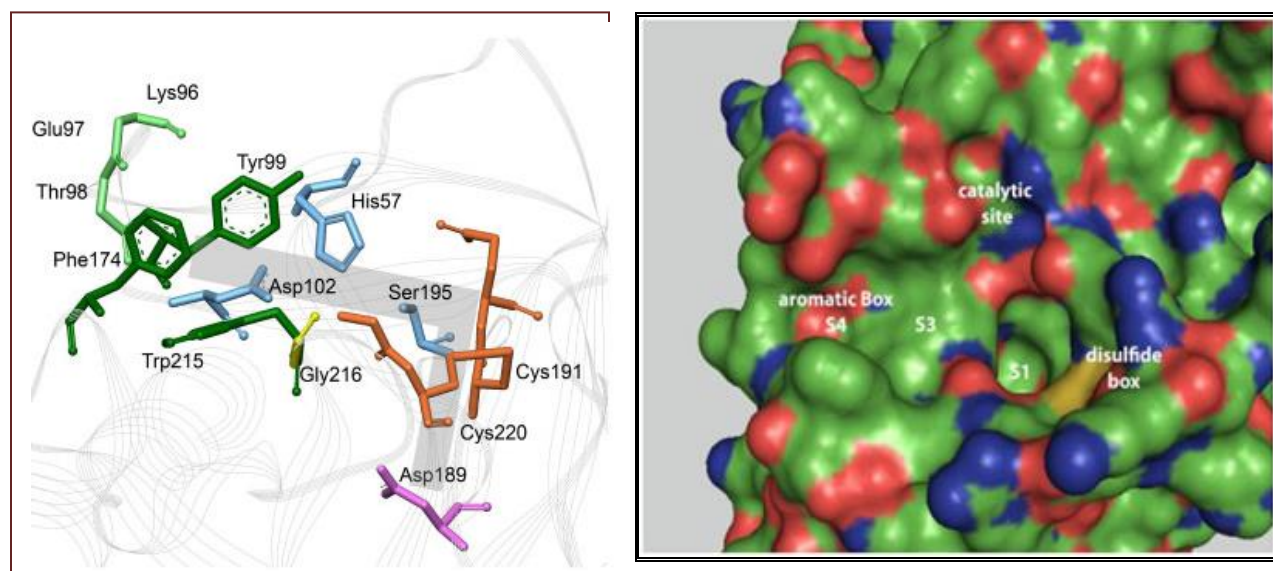 Lys96
Glu97
Tyr99
Thr98
His57
Phe174
Asp102
Ser195
Trp215
Gly216
Cys191
Cys220
Asp189
catalytic
site
aromatic Box
S4
S3
S1
disulfide
box